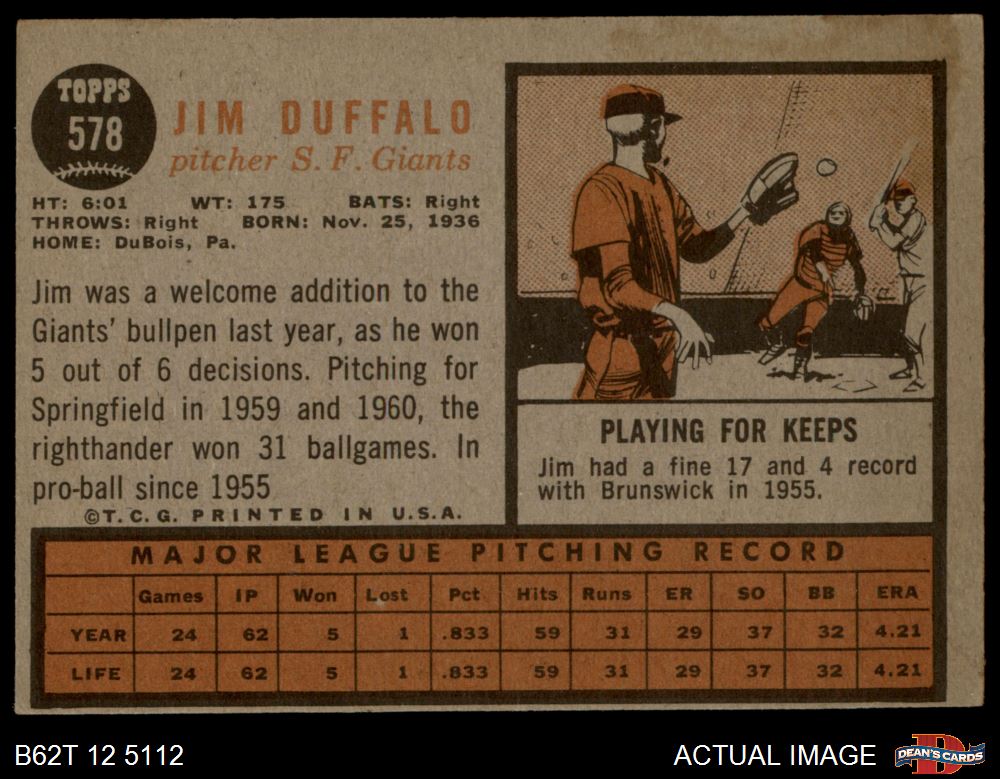 TOPPS
578
JIM DUFFALO
pitcher S. F. Giants
HT: 6:01 WT: 175 BATS: Right
THROWS: Right BORN: Nov. 25, 1936
HOME: DuBois, Pa.
Jim was a welcome addition to the
Giants' bullpen last year, as he won
5 out of 6 decisions. Pitching for
Springfield in 1959 and 1960, the
righthander won 31 ballgames. In
pro-ball since 1955
©T. C. G. PRINTED IN U.S.A.
PLAYING FOR KEEPS
Jim had a fine 17 and 4 record
with Brunswick in 1955.
MAJOR LEAGUE PITCHING RECORD
Games IP Won Lost Pct Hits Runs ER SO BB ERA
YEAR 24 62 5 1 .833 59 31 29 37 32 4.21
LIFE 24 62 5 1 .833 59 31 29 37 32 4.21
B62T 12 5112
ACTUAL IMAGE
D
DEAN'S CARDS